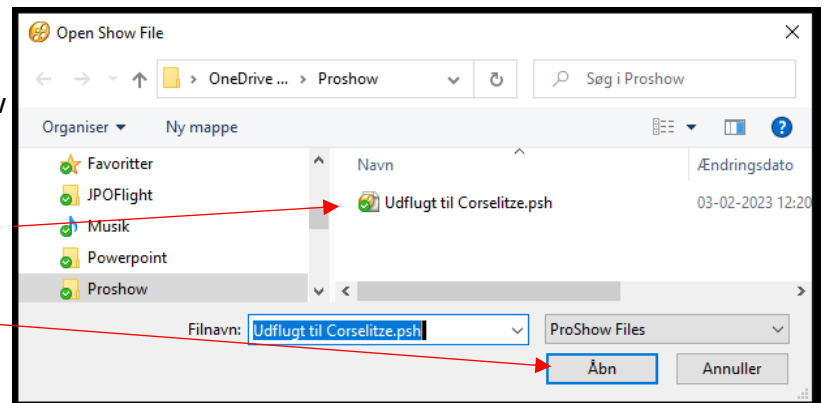 Open Show File
OneDrive ... › Proshow
Søg i Proshow
Organiser
Ny mappe
Favoritter
JPOFlight
Musik
Powerpoint
Proshow
Navn
Ændringsdato
Udflugt til Corselitze.psh
03-02-2023 12:20
Filnavn:
Udflugt til Corselitze.psh
ProShow Files
Åbn
Annuller